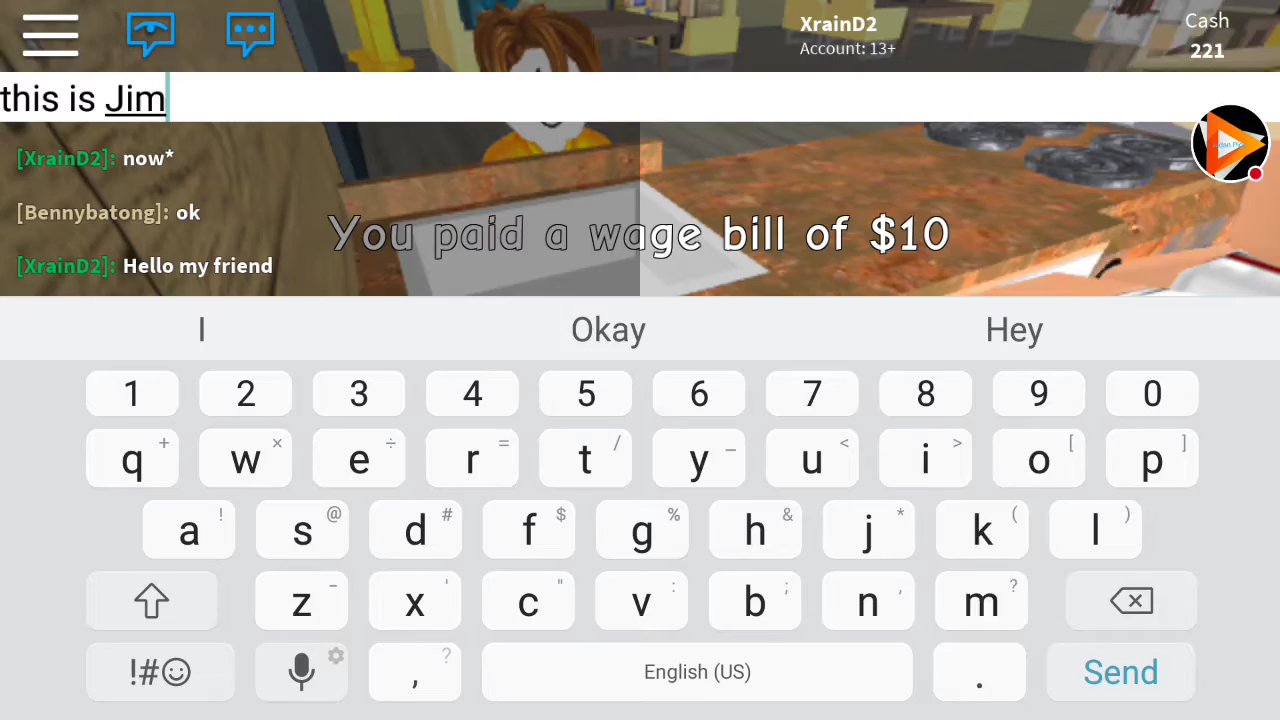 XrainD2
Account: 13+
Cash
221
this is Jim
[XrainD2]: now*
[Bennybatong]: ok
[XrainD2]: Hello my friend
You paid a wage bill of $10
I Okay Hey
1 2 3 4 5 6 7 8 9 0
q + w × e ÷ r = t / y _ u < i > o [ p ]
a ! s @ d # f $ g % h & j * k ( l )
z - x ' c " v : b ; n , m ?
!#☺ , ? English (US) . Send